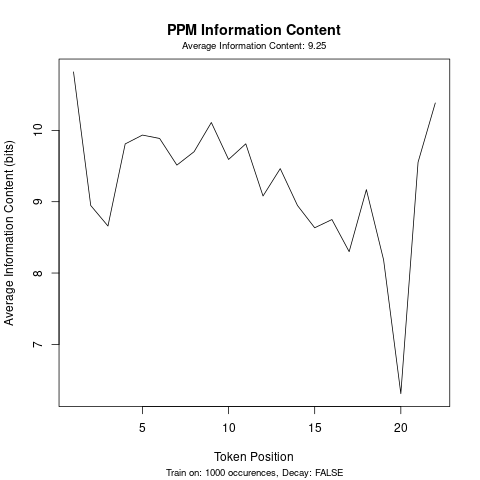 PPM Information Content
Average Information Content: 9.25
Average Information Content (bits)
10
9
8
7
5
10
15
20
Token Position
Train on: 1000 occurences, Decay: FALSE